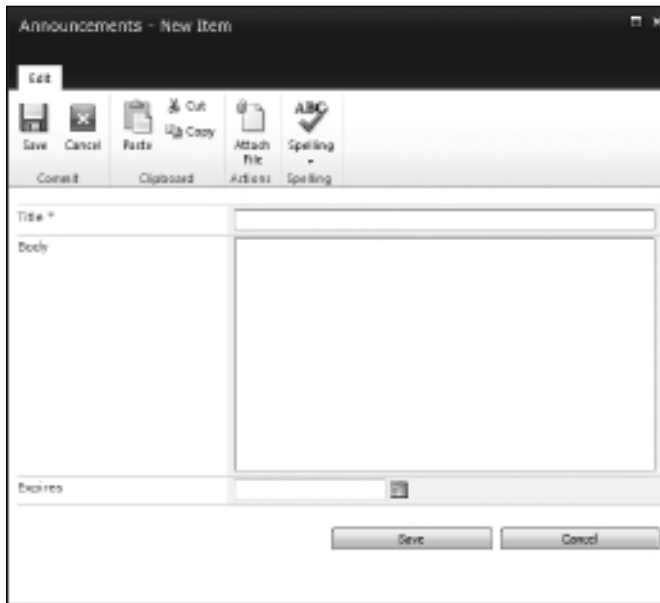 Announcements - New Item
Edit
Cut
Copy
Save Cancel Paste Attach File Spelling
Commit Clipboard Actions Spelling
Title *
Body
Expires
Save Cancel